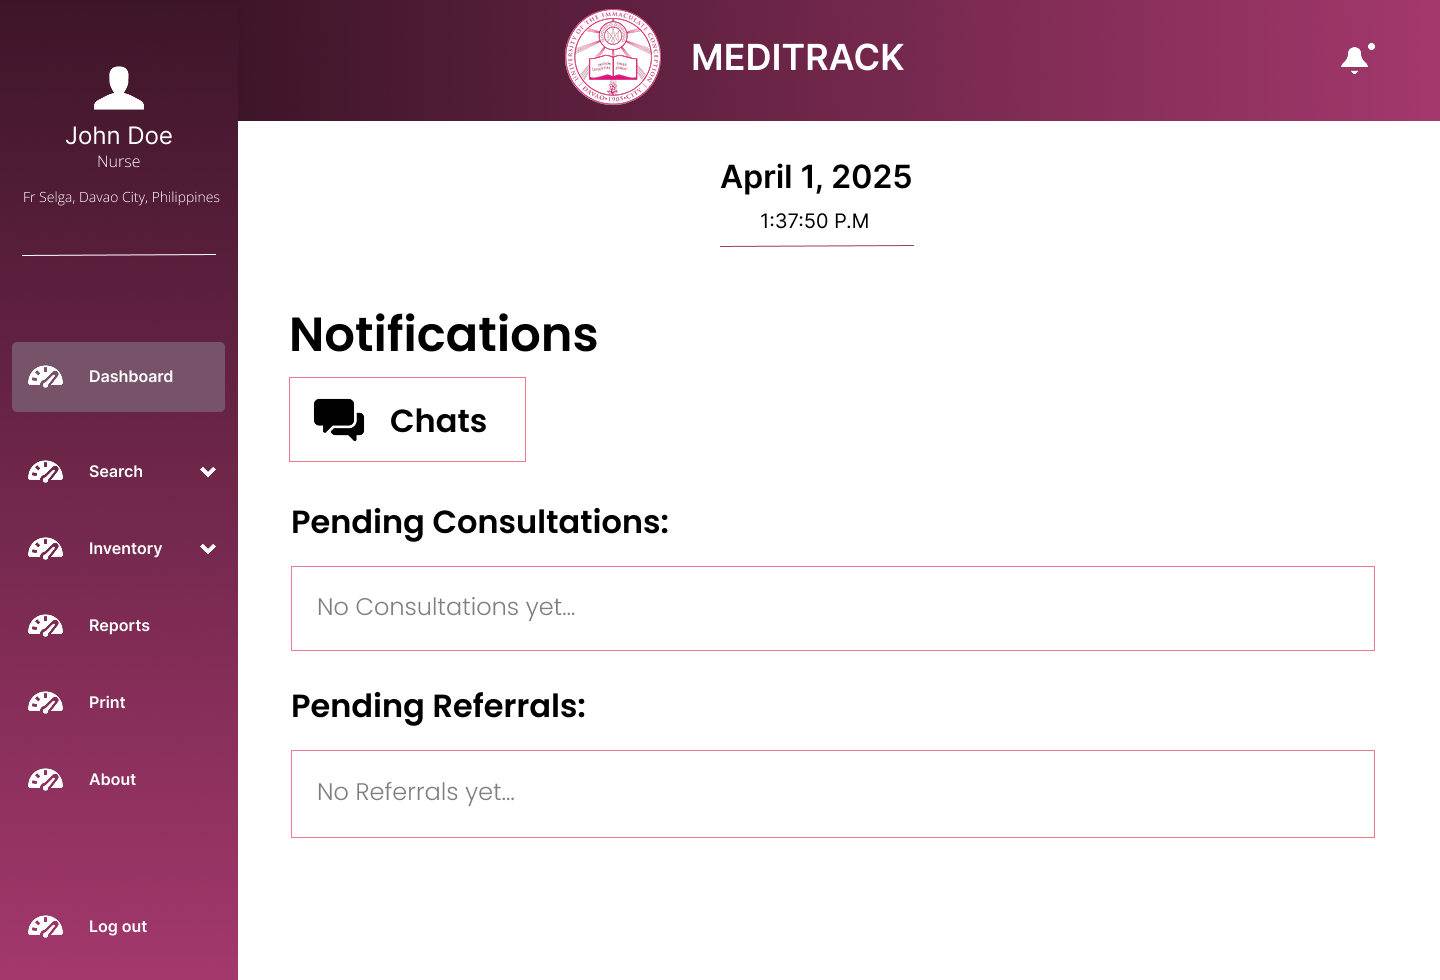 UNIVERSITY OF THE IMMACULATE CONCEPTION
DAVAO • 1905 • CITY
MEDITRACK
John Doe
Nurse
Fr Selga, Davao City, Philippines
Dashboard
Search
Inventory
Reports
Print
About
Log out
April 1, 2025
1:37:50 P.M
Notifications
Chats
Pending Consultations:
No Consultations yet...
Pending Referrals:
No Referrals yet...